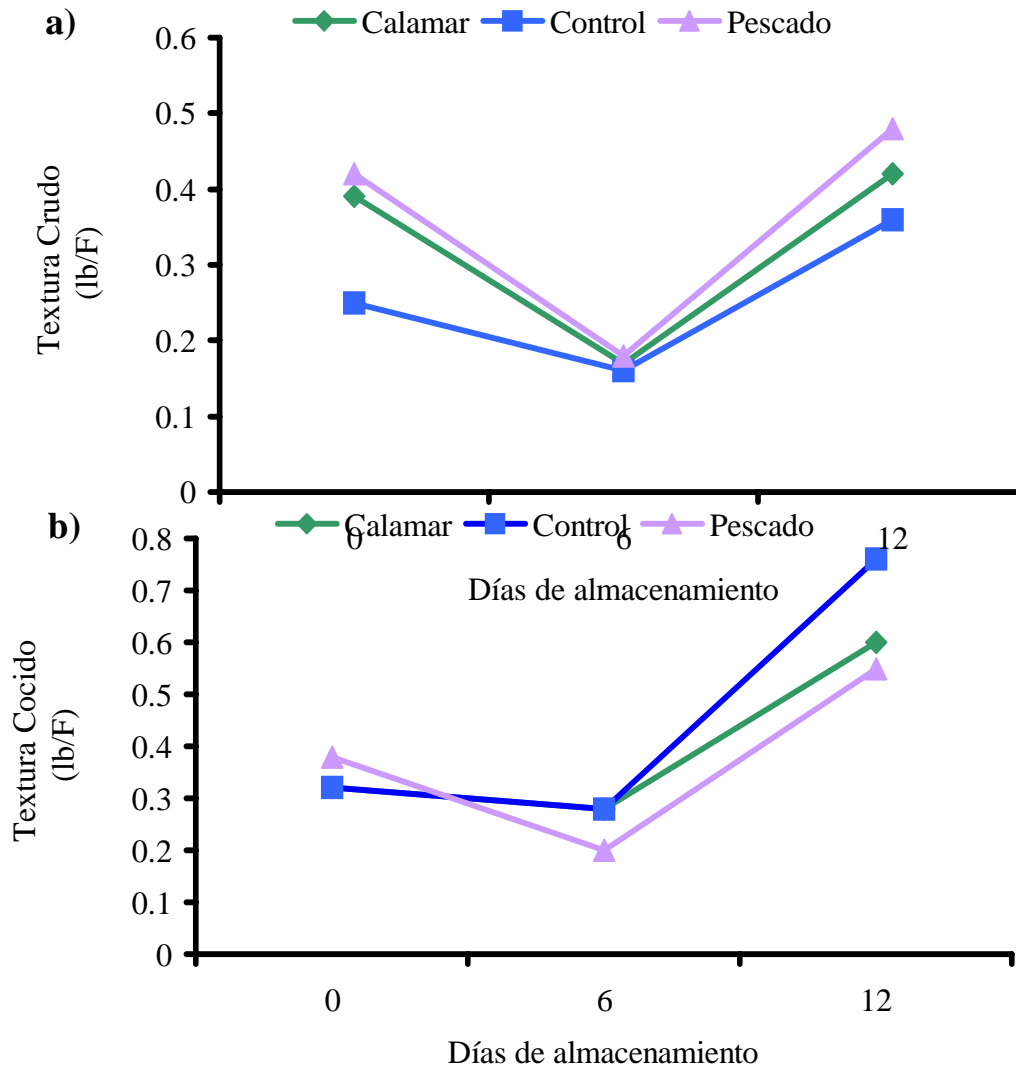 a)
Calamar Control Pescado
0.6
0.5
0.4
0.3
0.2
0.1
0
Textura Crudo
(lb/F)
0 6 12
Días de almacenamiento
b)
Calamar Control Pescado
0.8
0.7
0.6
0.5
0.4
0.3
0.2
0.1
0
Textura Cocido
(lb/F)
0 6 12
Días de almacenamiento